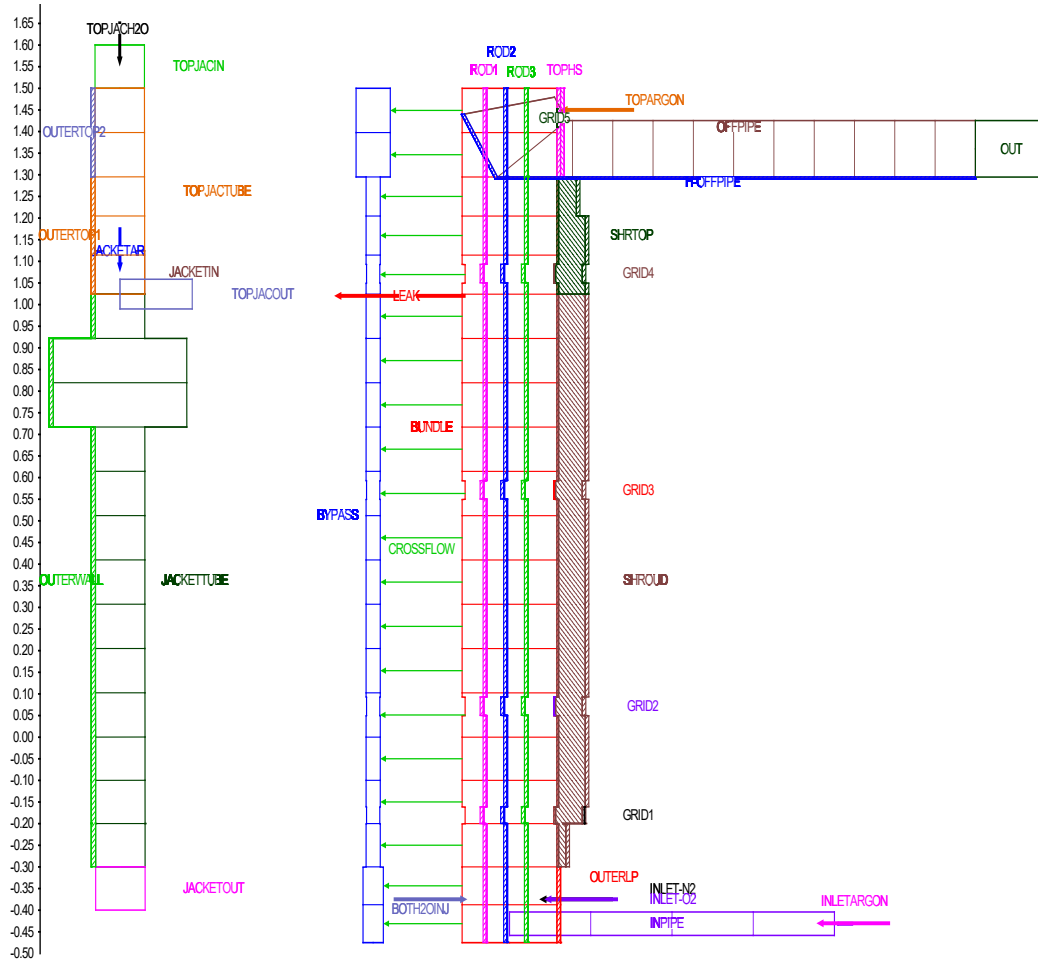 1.65
1.60
1.55
1.50
1.45
1.40
1.35
1.30
1.25
1.20
1.15
1.10
1.05
1.00
0.95
0.90
0.85
0.80
0.75
0.70
0.65
0.60
0.55
0.50
0.45
0.40
0.35
0.30
0.25
0.20
0.15
0.10
0.05
0.00
-0.05
-0.10
-0.15
-0.20
-0.25
-0.30
-0.35
-0.40
-0.45
-0.50
TOPJACH2O
TOPJACIN
OUTERTOP2
TOPJACTUBE
OUTERTOP1
JACKETAR
JACKETIN
TOPJACOUT
OUTERWALL
JACKETTUBE
JACKETOUT
ROD2
ROD1
ROD3
TOPHS
TOPARGON
GRID5
OFFPIPE
OUT
SHRTOP
GRID4
LEAK
BUNDLE
GRID3
BYPASS
CROSSFLOW
SHROUD
GRID2
GRID1
OUTERLP
INLET-N2
INLET-O2
INLETARGON
BOTH2OINJ
INPIPE